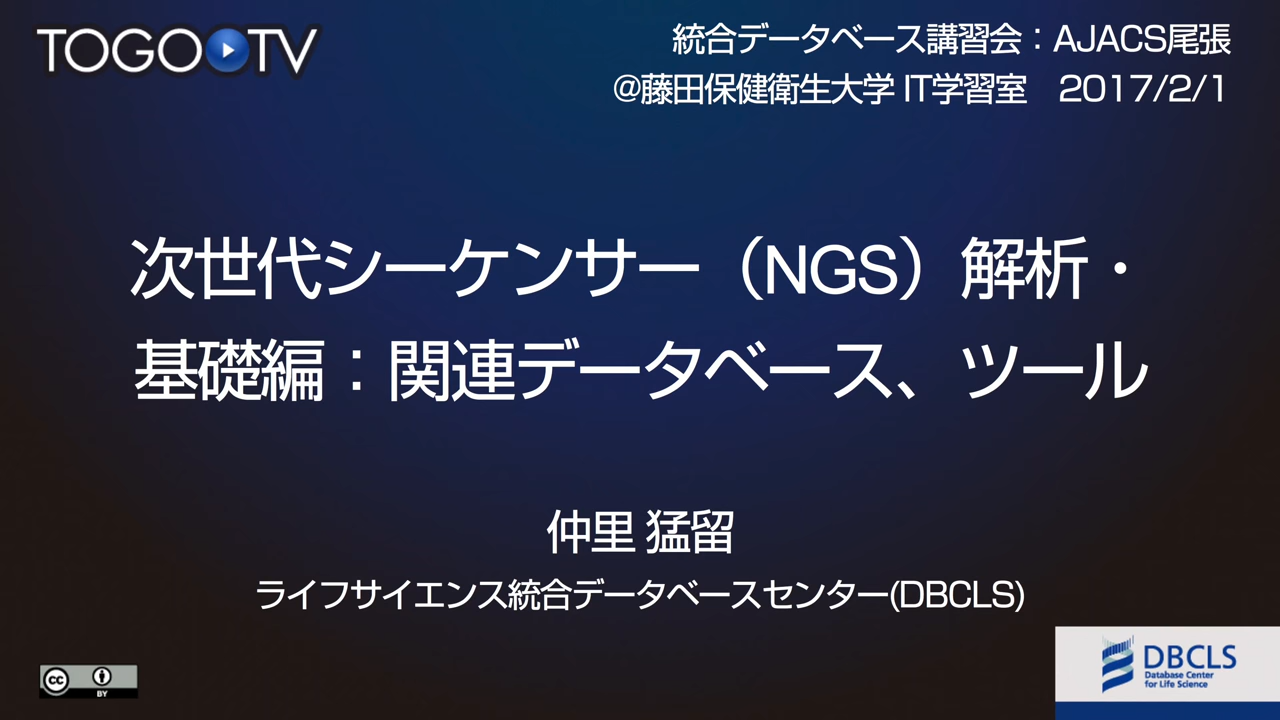 TOGO TV
統合データベース講習会：AJACS尾張
@藤田保健衛生大学 IT学習室　2017/2/1
次世代シーケンサー（NGS）解析・
基礎編：関連データベース、ツール
仲里 猛留
ライフサイエンス統合データベースセンター(DBCLS)
cc
BY
DBCLS
Database Center
for Life Science